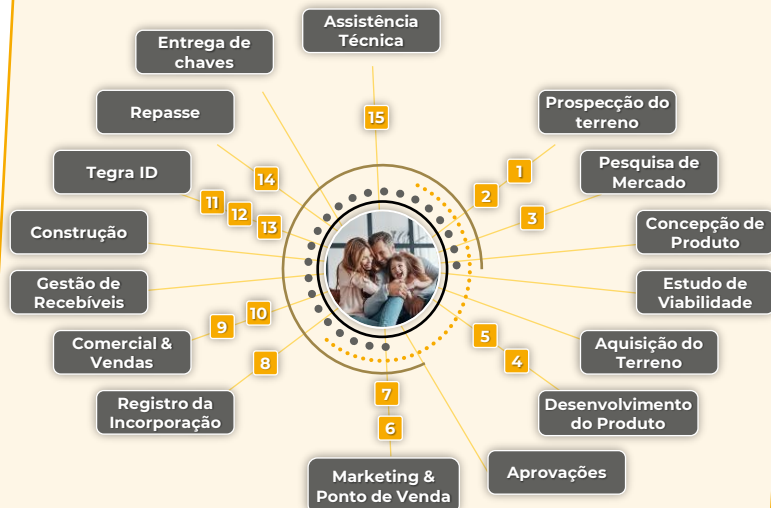 Assistência
Técnica
15
Prospecção do
terreno
1
2
Pesquisa de
Mercado
3
Concepção de
Produto
Estudo de
Viabilidade
Aquisição do
Terreno
5
4
Desenvolvimento
do Produto
Aprovações
7
6
Marketing &
Ponto de Venda
Registro da
Incorporação
8
Comercial &
Vendas
9
10
Gestão de
Recebíveis
Construção
Tegra ID
11
12
13
Repasse
14
Entrega de
chaves